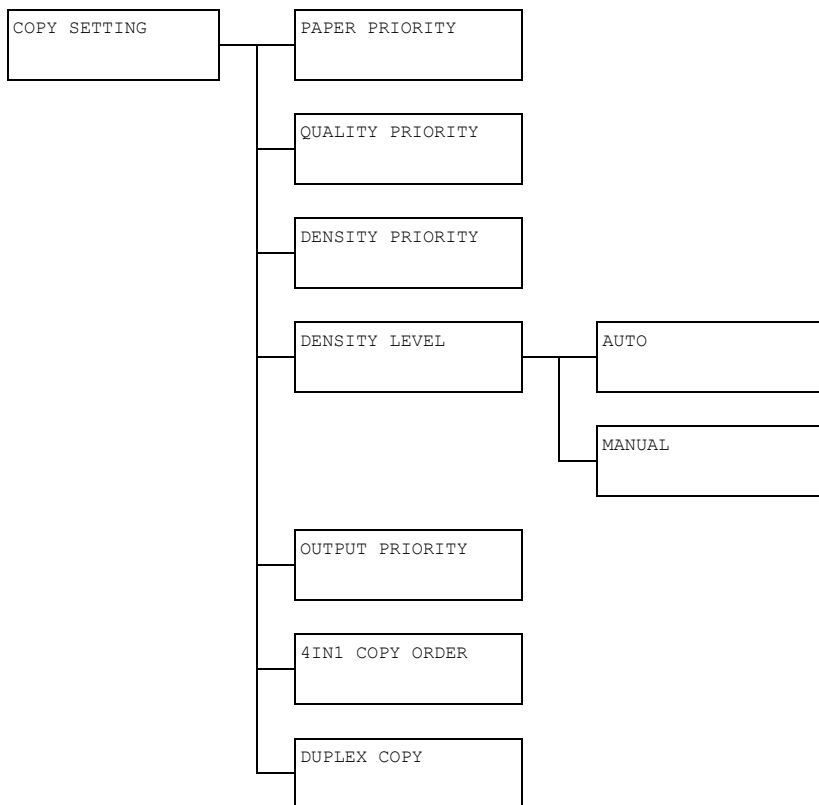 COPY SETTING
PAPER PRIORITY
QUALITY PRIORITY
DENSITY PRIORITY
DENSITY LEVEL
AUTO
MANUAL
OUTPUT PRIORITY
4IN1 COPY ORDER
DUPLEX COPY